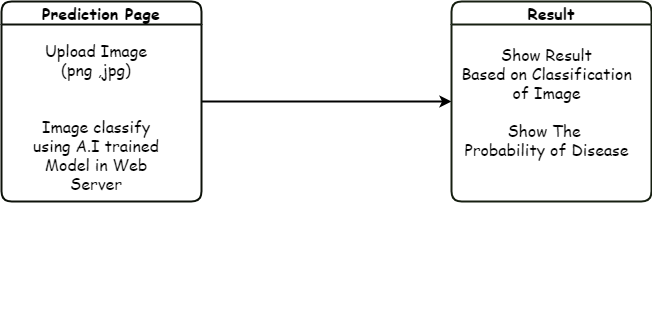 Prediction Page
Upload Image
(png ,jpg)
Image classify
using A.I trained
Model in Web
Server
Result
Show Result
Based on Classification
of Image
Show The
Probability of Disease